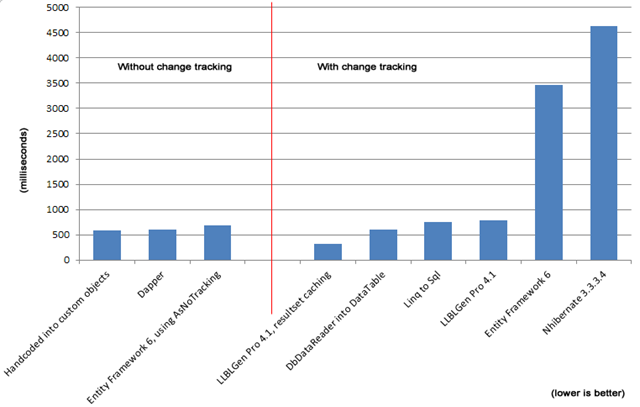 5000
4500
4000
3500
3000
2500
2000
1500
1000
500
0
(milliseconds)
Without change tracking
With change tracking
Handcoded into custom objects
Dapper
Entity Framework 6, using AsNoTracking
LLBLGen Pro 4.1, resultset caching
DbDataReader into DataTable
Linq to Sql
LLBLGen Pro 4.1
Entity Framework 6
Nhibernate 3.3.3.4
(lower is better)